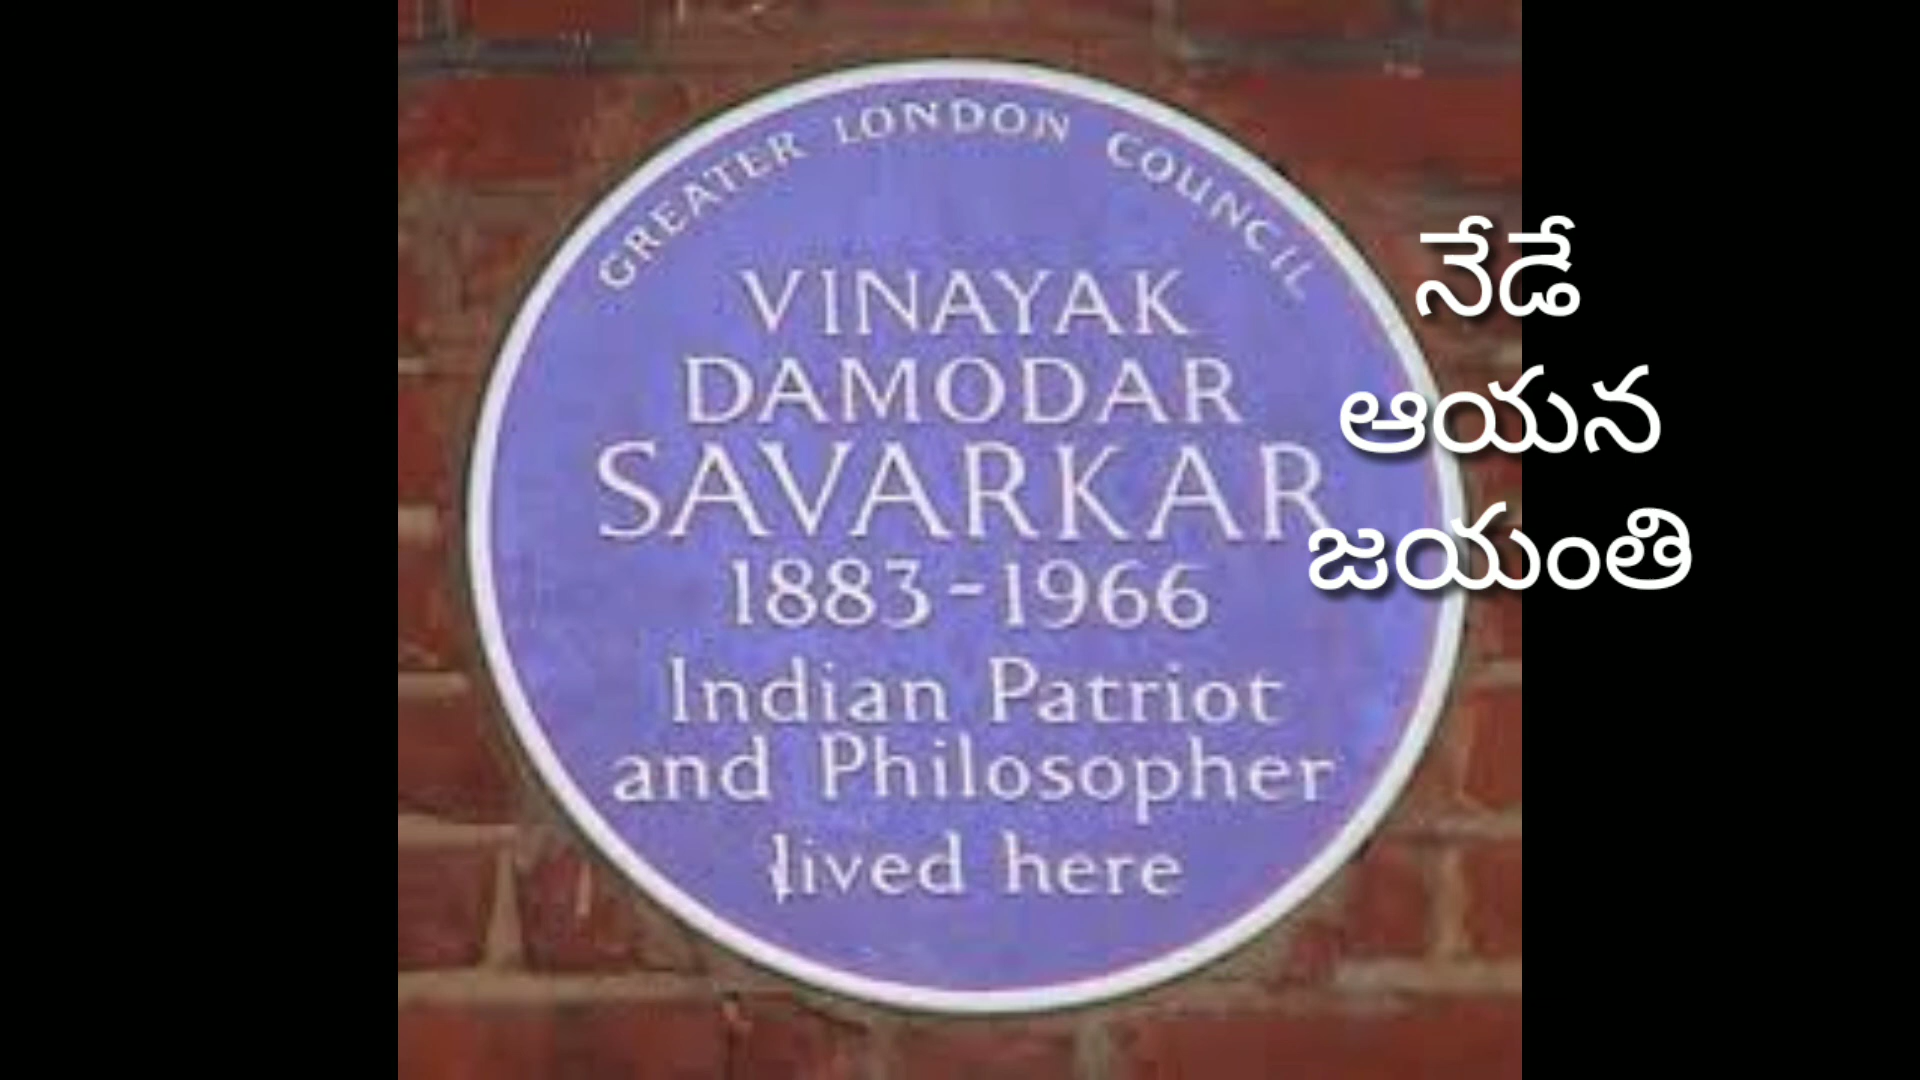 GREATER LONDON COUNCIL
VINAYAK
DAMODAR
SAVARKAR
1883-1966
Indian Patriot
and Philosopher
lived here
నేడే
ఆయన
జయంతి